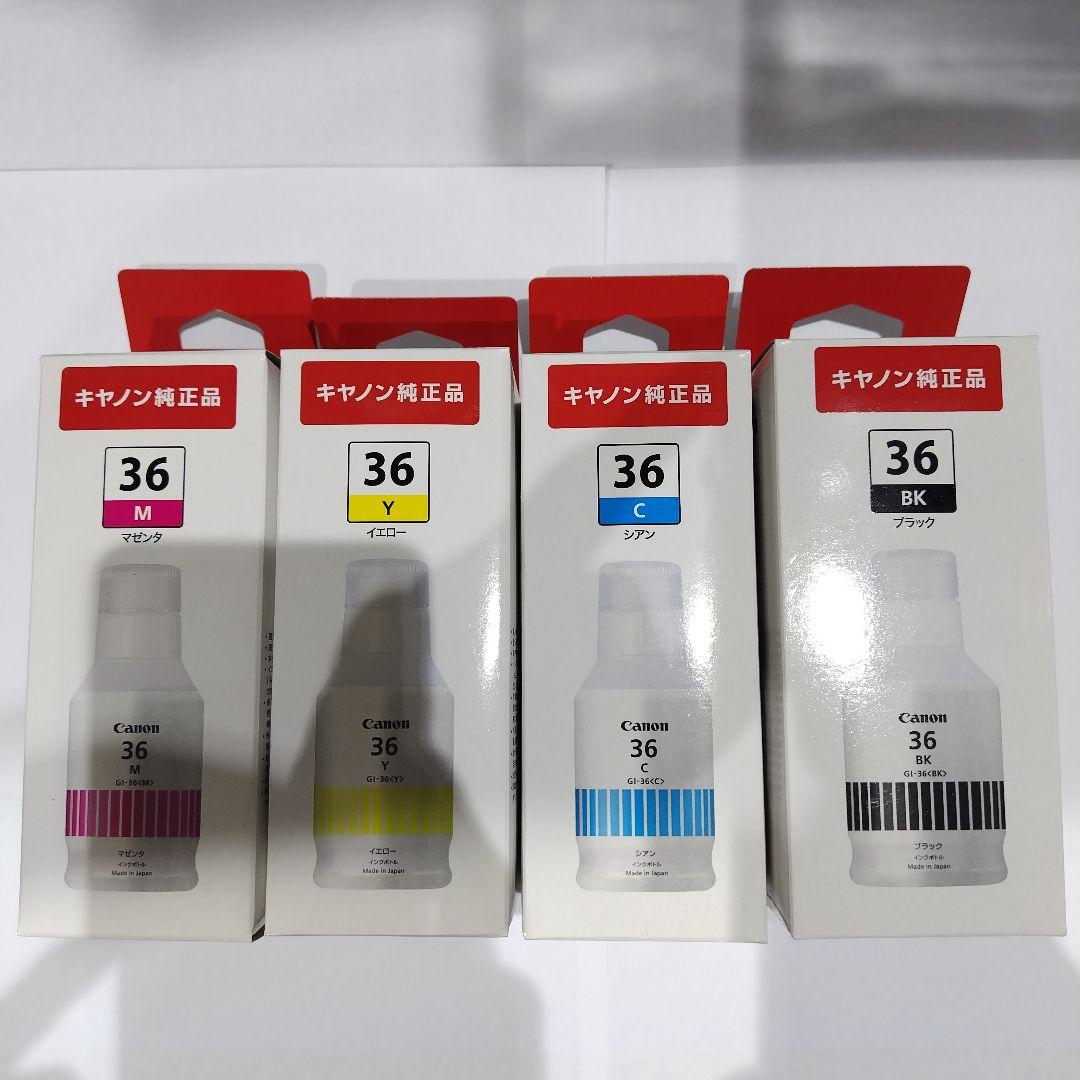 キヤノン純正品
36
M
マゼンタ
Canon
36
M
GI-36<M>
マゼンタ
インクボトル
Made in Japan
キヤノン純正品
36
Y
イエロー
Canon
36
Y
GI-36<Y>
イエロー
インクボトル
Made in Japan
キヤノン純正品
36
C
シアン
Canon
36
C
GI-36<C>
シアン
インクボトル
Made in Japan
キヤノン純正品
36
BK
ブラック
Canon
36
BK
GI-36<BK>
ブラック
インクボトル
Made in Japan